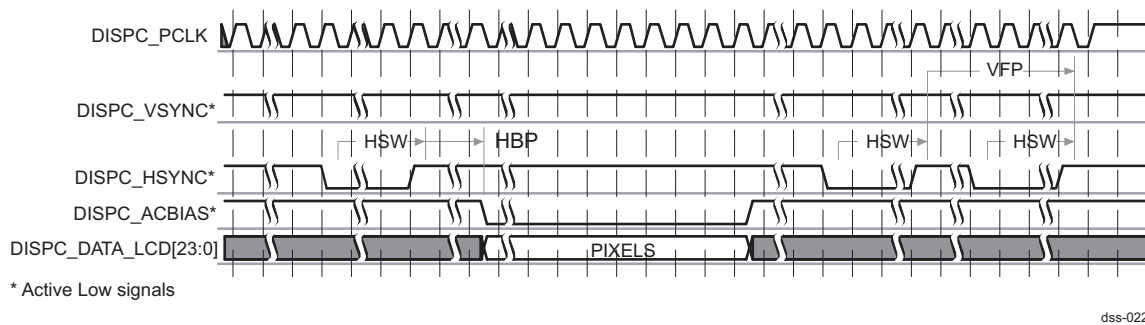 DISPC_PCLK
VFP
DISPC_VSYNC*
HSW HBP HSW HSW
DISPC_HSYNC*
DISPC_ACBIAS*
DISPC_DATA_LCD[23:0] PIXELS
* Active Low signals
dss-022